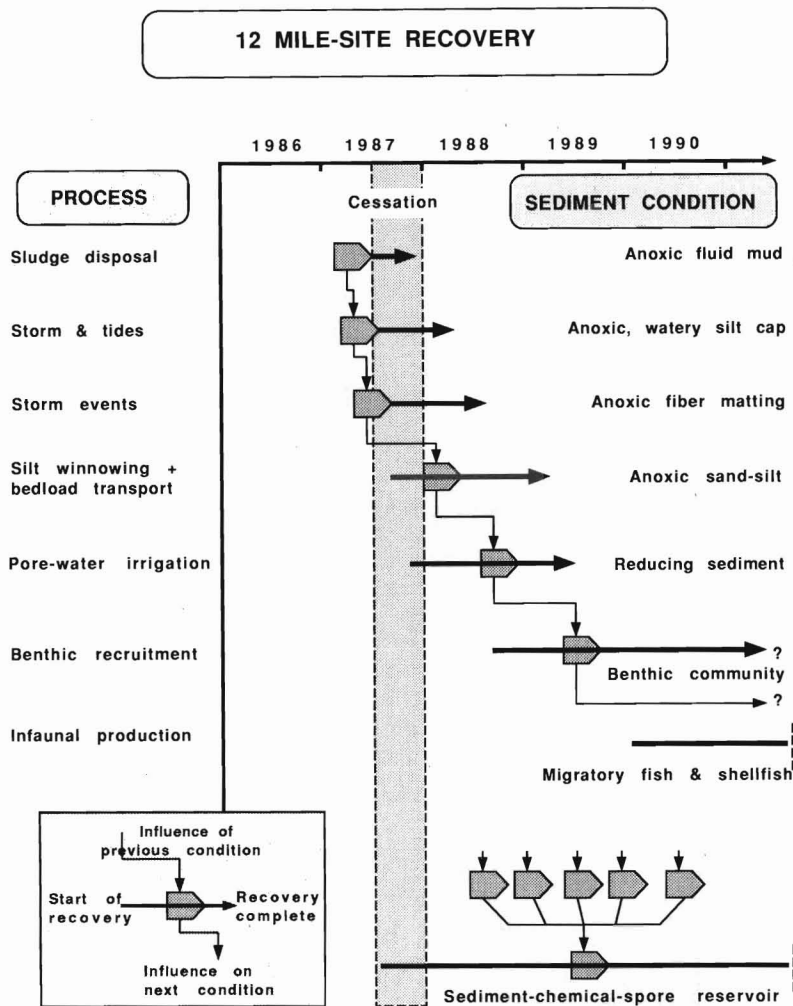 12 MILE-SITE RECOVERY
1986 1987 1988 1989 1990
PROCESS
Cessation
SEDIMENT CONDITION
Sludge disposal
Anoxic fluid mud
Storm & tides
Anoxic, watery silt cap
Storm events
Anoxic fiber matting
Silt winnowing +
bedload transport
Anoxic sand-silt
Pore-water irrigation
Reducing sediment
Benthic recruitment
?
Benthic community
?
Infaunal production
Migratory fish & shellfish
Influence of
previous condition
Start of
recovery
Recovery
complete
Influence on
next condition
Sediment-chemical-spore reservoir